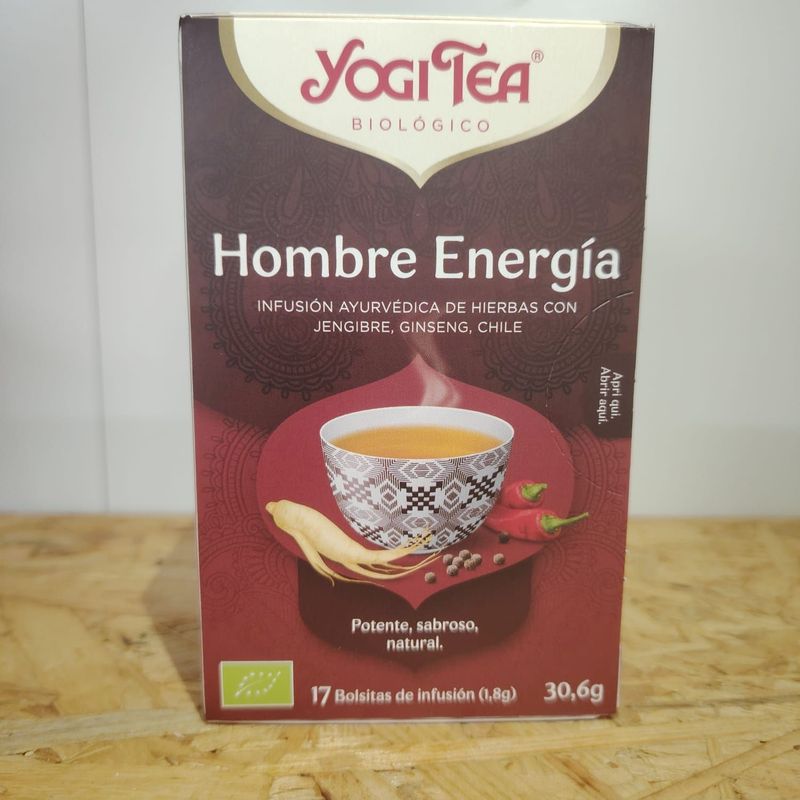 YOGI TEA®
BIOLÓGICO
Hombre Energía
INFUSIÓN AYURVÉDICA DE HIERBAS CON
JENGIBRE, GINSENG, CHILE
Apri qui.
Abrir aquí.
Potente, sabroso,
natural.
17 Bolsitas de infusión (1,8g) 30,6g